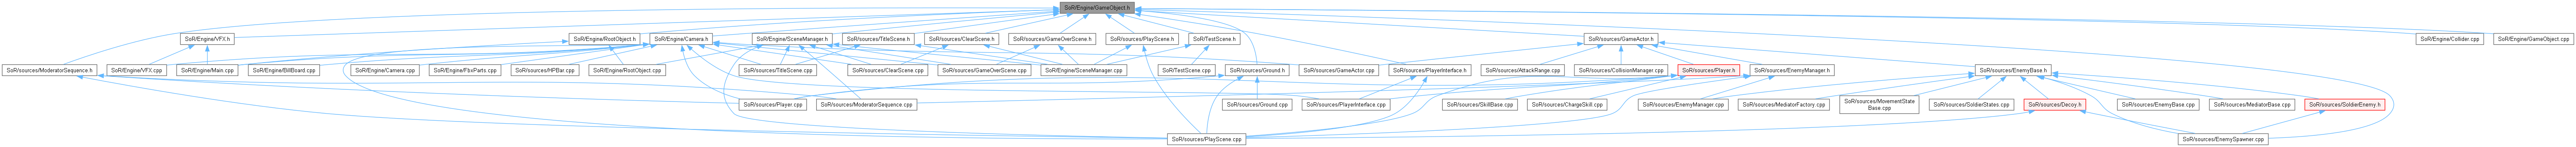 SoR/Engine/GameObject.h
SoR/Engine/VFX.h
SoR/Engine/RootObject.h
SoR/Engine/Camera.h
SoR/Engine/SceneManager.h
SoR/sources/TitleScene.h
SoR/sources/ClearScene.h
SoR/sources/GameOverScene.h
SoR/sources/PlayScene.h
SoR/TestScene.h
SoR/sources/GameActor.h
SoR/Engine/Collider.cpp
SoR/Engine/GameObject.cpp
SoR/sources/ModeratorSequence.h
SoR/Engine/VFX.cpp
SoR/Engine/Main.cpp
SoR/Engine/BillBoard.cpp
SoR/Engine/Camera.cpp
SoR/Engine/FbxParts.cpp
SoR/sources/HPBar.cpp
SoR/Engine/RootObject.cpp
SoR/sources/TitleScene.cpp
SoR/sources/ClearScene.cpp
SoR/sources/GameOverScene.cpp
SoR/Engine/SceneManager.cpp
SoR/TestScene.cpp
SoR/sources/Ground.h
SoR/sources/GameActor.cpp
SoR/sources/PlayerInterface.h
SoR/sources/AttackRange.cpp
SoR/sources/CollisionManager.cpp
SoR/sources/Player.h
SoR/sources/EnemyManager.h
SoR/sources/EnemyBase.h
SoR/sources/Player.cpp
SoR/sources/ModeratorSequence.cpp
SoR/sources/Ground.cpp
SoR/sources/PlayerInterface.cpp
SoR/sources/SkillBase.cpp
SoR/sources/ChargeSkill.cpp
SoR/sources/EnemyManager.cpp
SoR/sources/MediatorFactory.cpp
SoR/sources/MovementState
Base.cpp
SoR/sources/SoldierStates.cpp
SoR/sources/Decoy.h
SoR/sources/EnemyBase.cpp
SoR/sources/MediatorBase.cpp
SoR/sources/SoldierEnemy.h
SoR/sources/PlayScene.cpp
SoR/sources/EnemySpawner.cpp